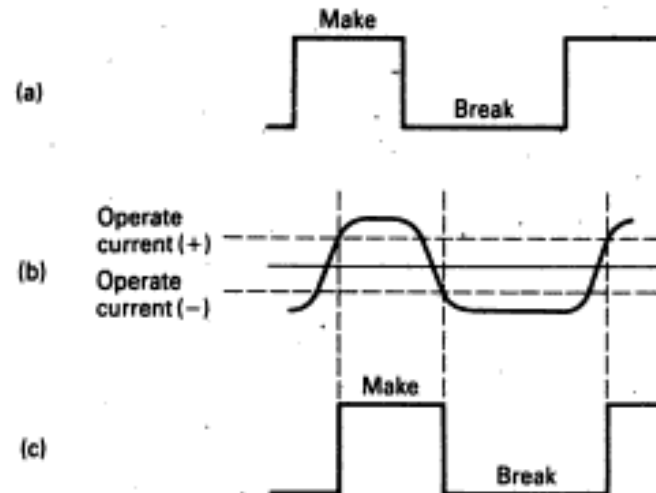 Make
(a)
Break
Operate
current (+)
(b)
Operate
current (−)
Make
(c)
Break